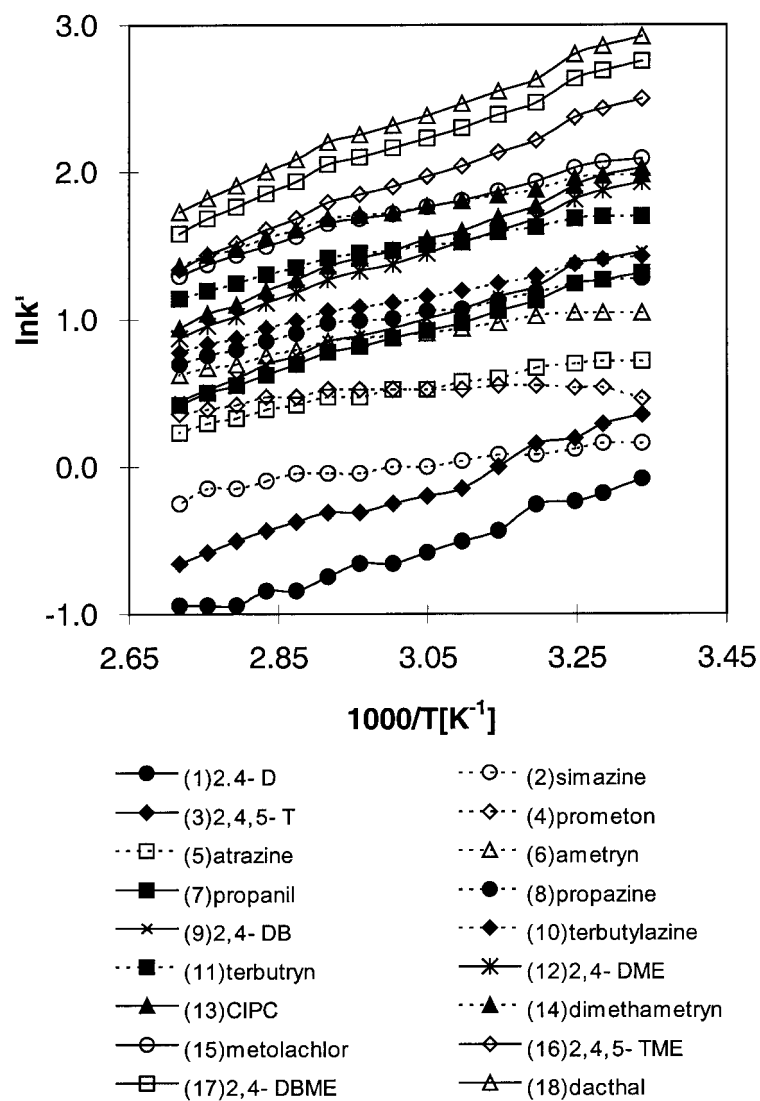 3.0
2.0
1.0
0.0
-1.0
lnk'
2.65 2.85 3.05 3.25 3.45
1000/T[K⁻¹]
(1)2.4- D (2)simazine
(3)2,4,5- T (4)prometon
(5)atrazine (6)ametryn
(7)propanil (8)propazine
(9)2,4- DB (10)terbutylazine
(11)terbutryn (12)2,4- DME
(13)CIPC (14)dimethametryn
(15)metolachlor (16)2,4,5- TME
(17)2,4- DBME (18)dacthal